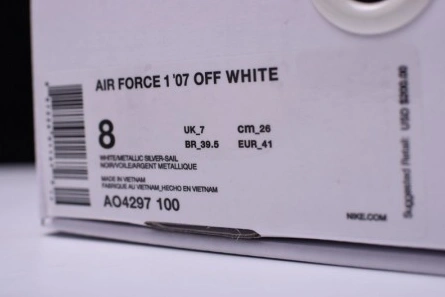 AIR FORCE 1 '07 OFF WHITE
8
UK_7 cm_26
BR_39.5 EUR_41
WHITE/METALLIC SILVER-SAIL
NOIR/VOILE/ARGENT METALLIQUE
MADE IN VIETNAM
FABRIQUE AU VIETNAM_HECHO EN VIETNAM
AO4297 100
NIKE.COM
Suggested Retail USD $200.00